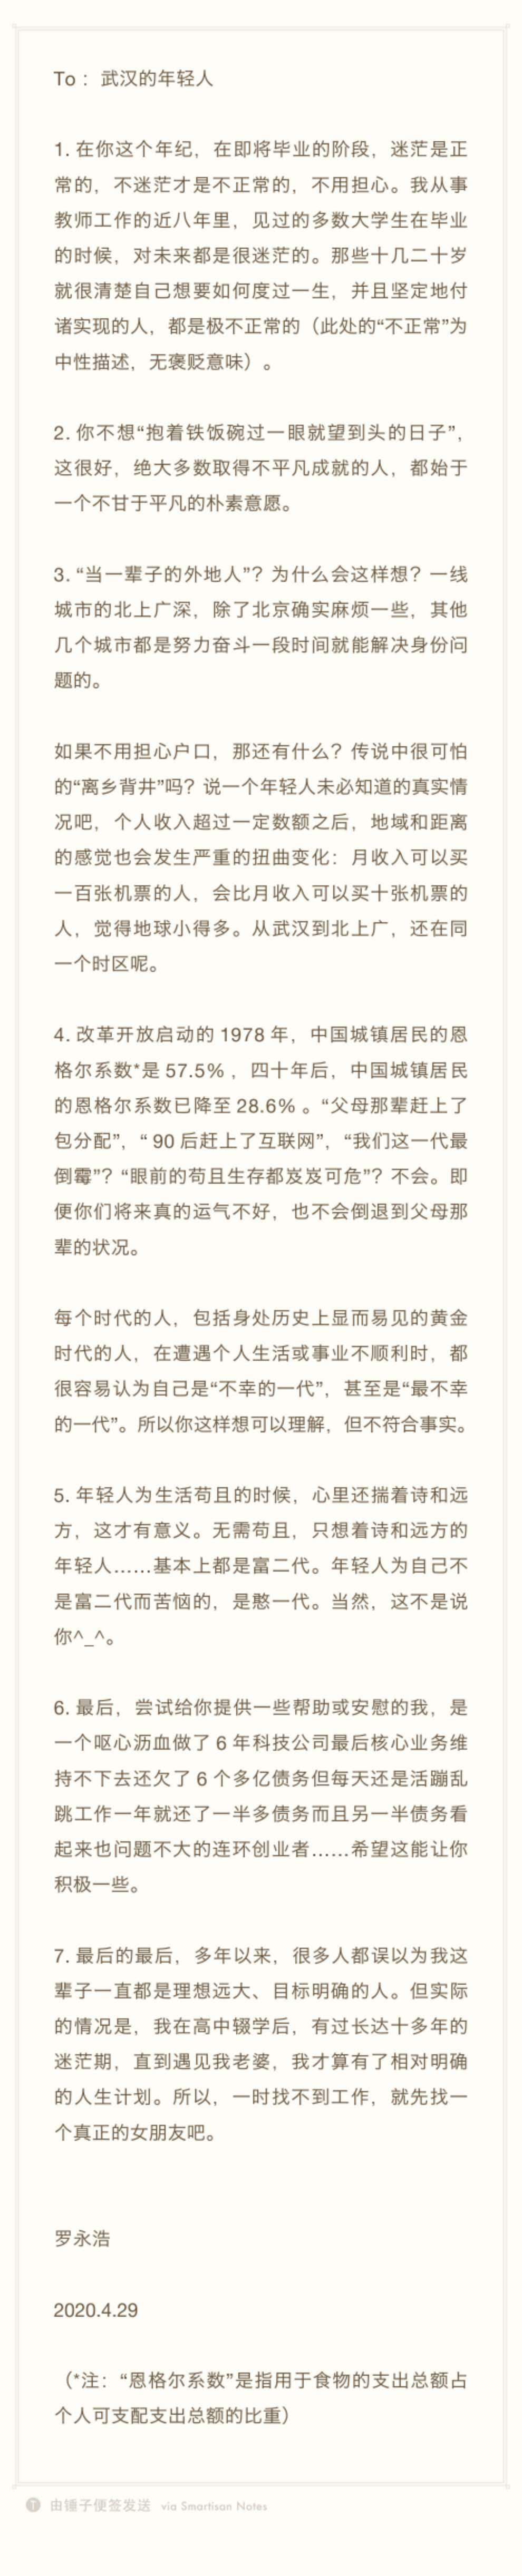 To： 武汉的年轻人
1. 在你这个年纪，在即将毕业的阶段，迷茫是正
常的，不迷茫才是不正常的，不用担心。我从事
教师工作的近八年里，见过的多数大学生在毕业
的时候，对未来都是很迷茫的。那些十几二十岁
就很清楚自己想要如何度过一生，并且坚定地付
诸实现的人，都是极不正常的（此处的“不正常”为
中性描述，无褒贬意味）。
2. 你不想“抱着铁饭碗过一眼就望到头的日子”，
这很好，绝大多数取得不平凡成就的人，都始于
一个不甘于平凡的朴素意愿。
3. “当一辈子的外地人”？为什么会这样想？一线
城市的北上广深，除了北京确实麻烦一些，其他
几个城市都是努力奋斗一段时间就能解决身份问
题的。
如果不用担心户口，那还有什么？传说中很可怕
的“离乡背井”吗？说一个年轻人未必知道的真实情
况吧，个人收入超过一定数额之后，地域和距离
的感觉也会发生严重的扭曲变化：月收入可以买
一百张机票的人，会比月收入可以买十张机票的
人，觉得地球小得多。从武汉到北上广，还在同
一个时区呢。
4. 改革开放启动的 1978 年，中国城镇居民的恩
格尔系数*是 57.5% ，四十年后，中国城镇居民
的恩格尔系数已降至 28.6% 。“父母那辈赶上了
包分配”，“ 90 后赶上了互联网”，“我们这一代最
倒霉”？“眼前的苟且生存都岌岌可危”？不会。即
便你们将来真的运气不好，也不会倒退到父母那
辈的状况。
每个时代的人，包括身处历史上显而易见的黄金
时代的人，在遭遇个人生活或事业不顺利时，都
很容易认为自己是“不幸的一代”，甚至是“最不幸
的一代”。所以你这样想可以理解，但不符合事实。
5. 年轻人为生活苟且的时候，心里还揣着诗和远
方，这才有意义。无需苟且，只想着诗和远方的
年轻人……基本上都是富二代。年轻人为自己不
是富二代而苦恼的，是憨一代。当然，这不是说
你^_^。
6. 最后，尝试给你提供一些帮助或安慰的我，是
一个呕心沥血做了 6 年科技公司最后核心业务维
持不下去还欠了 6 个多亿债务但每天还是活蹦乱
跳工作一年就还了一半多债务而且另一半债务看
起来也问题不大的连环创业者……希望这能让你
积极一些。
7. 最后的最后，多年以来，很多人都误以为我这
辈子一直都是理想远大、目标明确的人。但实际
的情况是，我在高中辍学后，有过长达十多年的
迷茫期，直到遇见我老婆，我才算有了相对明确
的人生计划。所以，一时找不到工作，就先找一
个真正的女朋友吧。
罗永浩
2020.4.29
（*注：“恩格尔系数”是指用于食物的支出总额占
个人可支配支出总额的比重）
由锤子便签发送 via Smartisan Notes